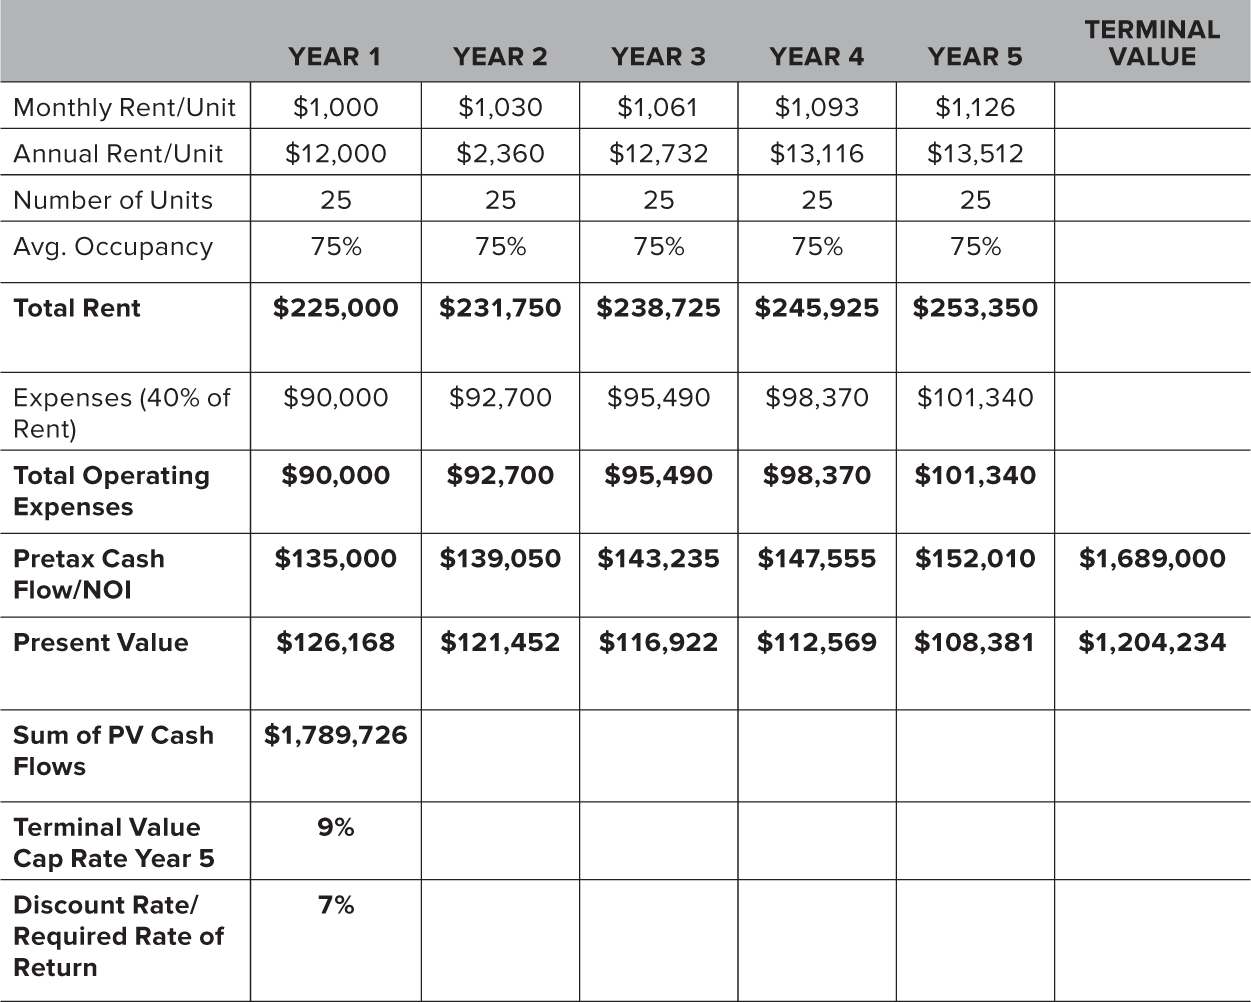 YEAR 1 YEAR 2 YEAR 3 YEAR 4 YEAR 5 TERMINAL
VALUE
Monthly Rent/Unit $1,000 $1,030 $1,061 $1,093 $1,126
Annual Rent/Unit $12,000 $2,360 $12,732 $13,116 $13,512
Number of Units 25 25 25 25 25
Avg. Occupancy 75% 75% 75% 75% 75%
Total Rent $225,000 $231,750 $238,725 $245,925 $253,350
Expenses (40% of $90,000 $92,700 $95,490 $98,370 $101,340
Rent)
Total Operating $90,000 $92,700 $95,490 $98,370 $101,340
Expenses
Pretax Cash $135,000 $139,050 $143,235 $147,555 $152,010 $1,689,000
Flow/NOI
Present Value $126,168 $121,452 $116,922 $112,569 $108,381 $1,204,234
Sum of PV Cash $1,789,726
Flows
Terminal Value 9%
Cap Rate Year 5
Discount Rate/ 7%
Required Rate of
Return